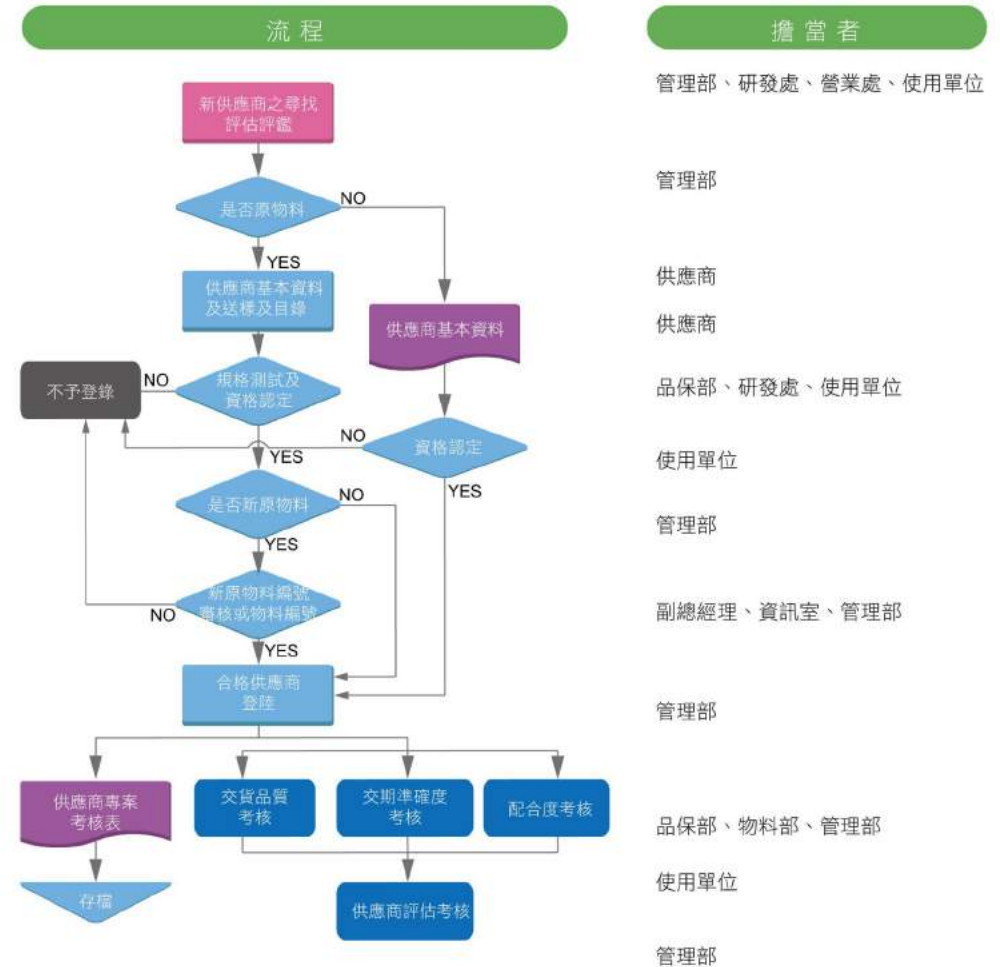 流程
擔當者
新供應商之尋找
評估評鑑
管理部、研發處、營業處、使用單位
是否原物料
NO
管理部
YES
供應商基本資料
及送樣及目錄
供應商
供應商基本資料
供應商
不予登錄
NO
規格測試及
資格認定
品保部、研發處、使用單位
NO
資格認定
YES
使用單位
YES
是否新原物料
NO
管理部
YES
新原物料編號
審核或物料編號
NO
副總經理、資訊室、管理部
YES
合格供應商
登陸
管理部
供應商專案
考核表
交貨品質
考核
交期準確度
考核
配合度考核
品保部、物料部、管理部
存檔
供應商評估考核
使用單位
管理部